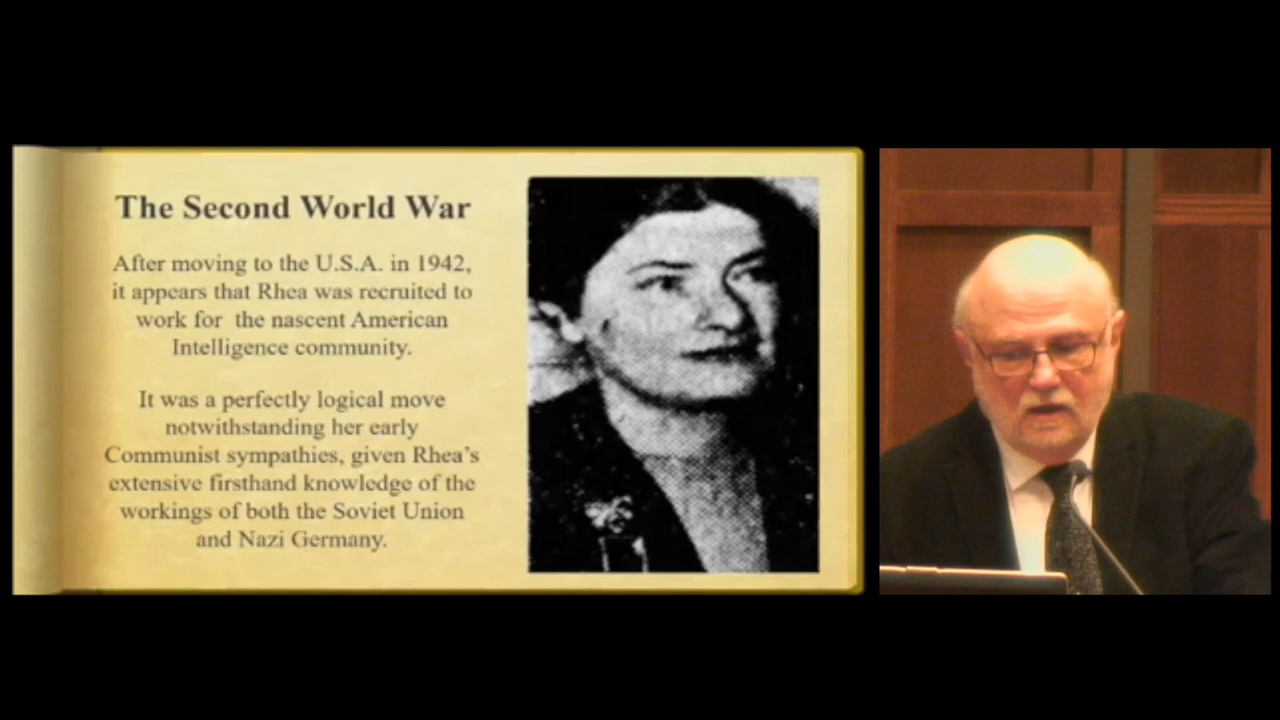 The Second World War
After moving to the U.S.A. in 1942,
it appears that Rhea was recruited to
work for the nascent American
Intelligence community.
It was a perfectly logical move
notwithstanding her early
Communist sympathies, given Rhea's
extensive firsthand knowledge of the
workings of both the Soviet Union
and Nazi Germany.